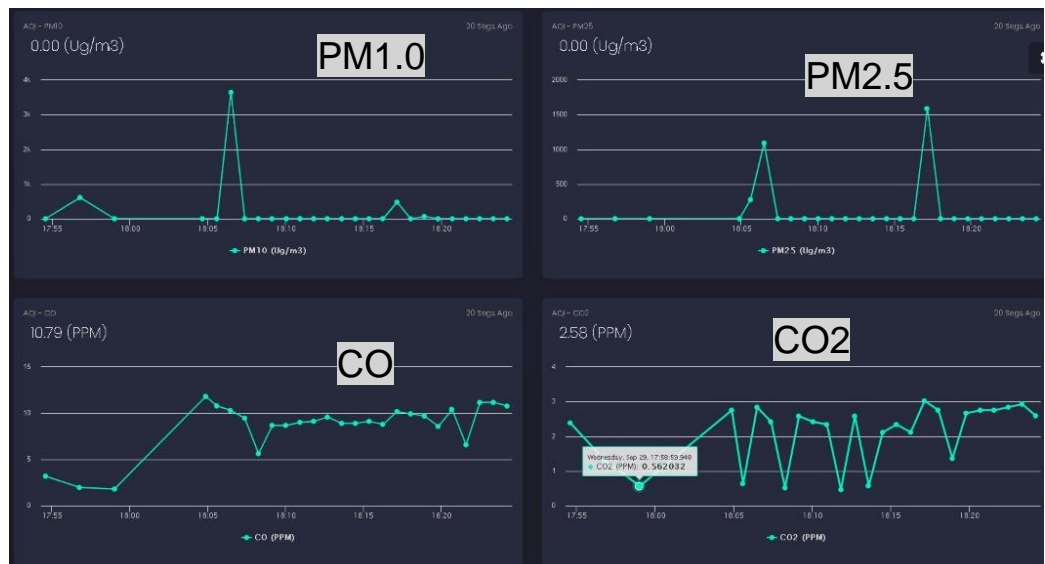 AQI - PM10
20 Segs Ago
0.00 (Ug/m3)
PM1.0
4k
3k
2k
1k
0
17:55
18:00
18:05
18:10
18:15
18:20
PM10 (Ug/m3)
AQI - PM25
20 Segs Ago
0.00 (Ug/m3)
PM2.5
2000
1500
1000
500
0
17:55
18:00
18:05
18:10
18:15
18:20
PM25 (Ug/m3)
AQI - CO
20 Segs Ago
10.79 (PPM)
CO
15
10
5
0
17:55
18:00
18:05
18:10
18:15
18:20
CO (PPM)
AQI - CO2
20 Segs Ago
2.58 (PPM)
CO2
4
3
2
1
0
Wednesday, Sep 29, 17:58:59.948
CO2 (PPM): 0.562032
17:55
18:00
18:05
18:10
18:15
18:20
CO2 (PPM)